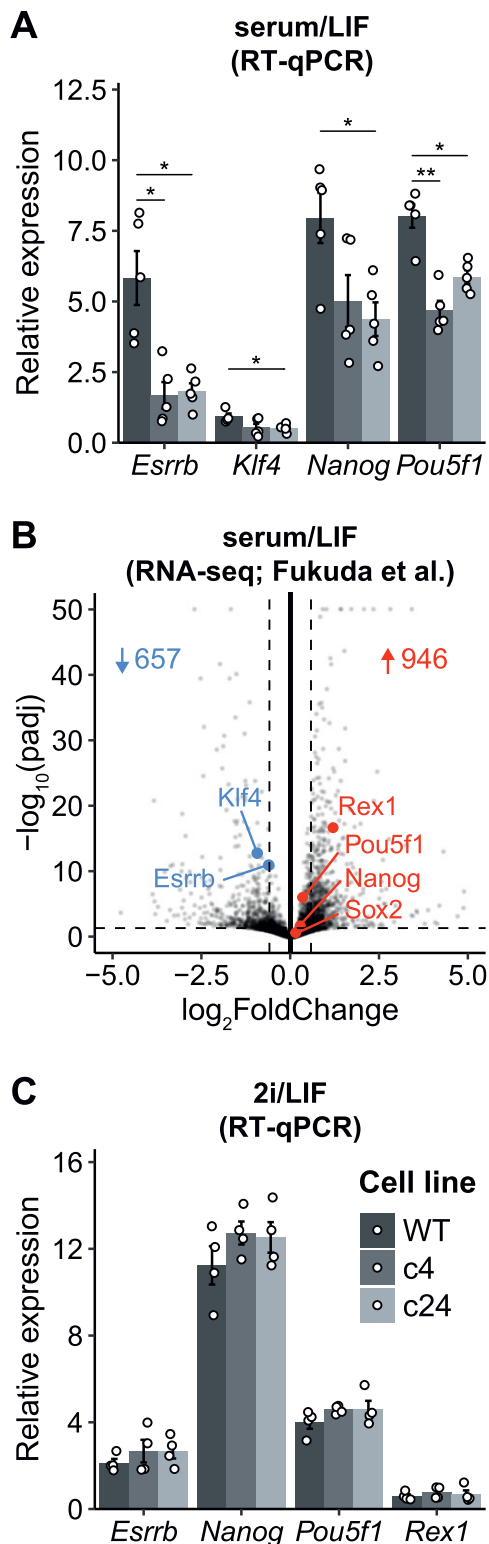 A
serum/LIF
(RT-qPCR)
Relative expression
12.5
10.0
7.5
5.0
2.5
0.0
*
*
*
*
**
*
Esrrb Klf4 Nanog Pou5f1
B
serum/LIF
(RNA-seq; Fukuda et al.)
−log10(padj)
50
40
30
20
10
0
↓ 657
↑ 946
Klf4
Esrrb
Rex1
Pou5f1
Nanog
Sox2
−5.0 −2.5 0.0 2.5 5.0
log2FoldChange
C
2i/LIF
(RT-qPCR)
Relative expression
16
12
8
4
0
Cell line
WT
c4
c24
Esrrb Nanog Pou5f1 Rex1